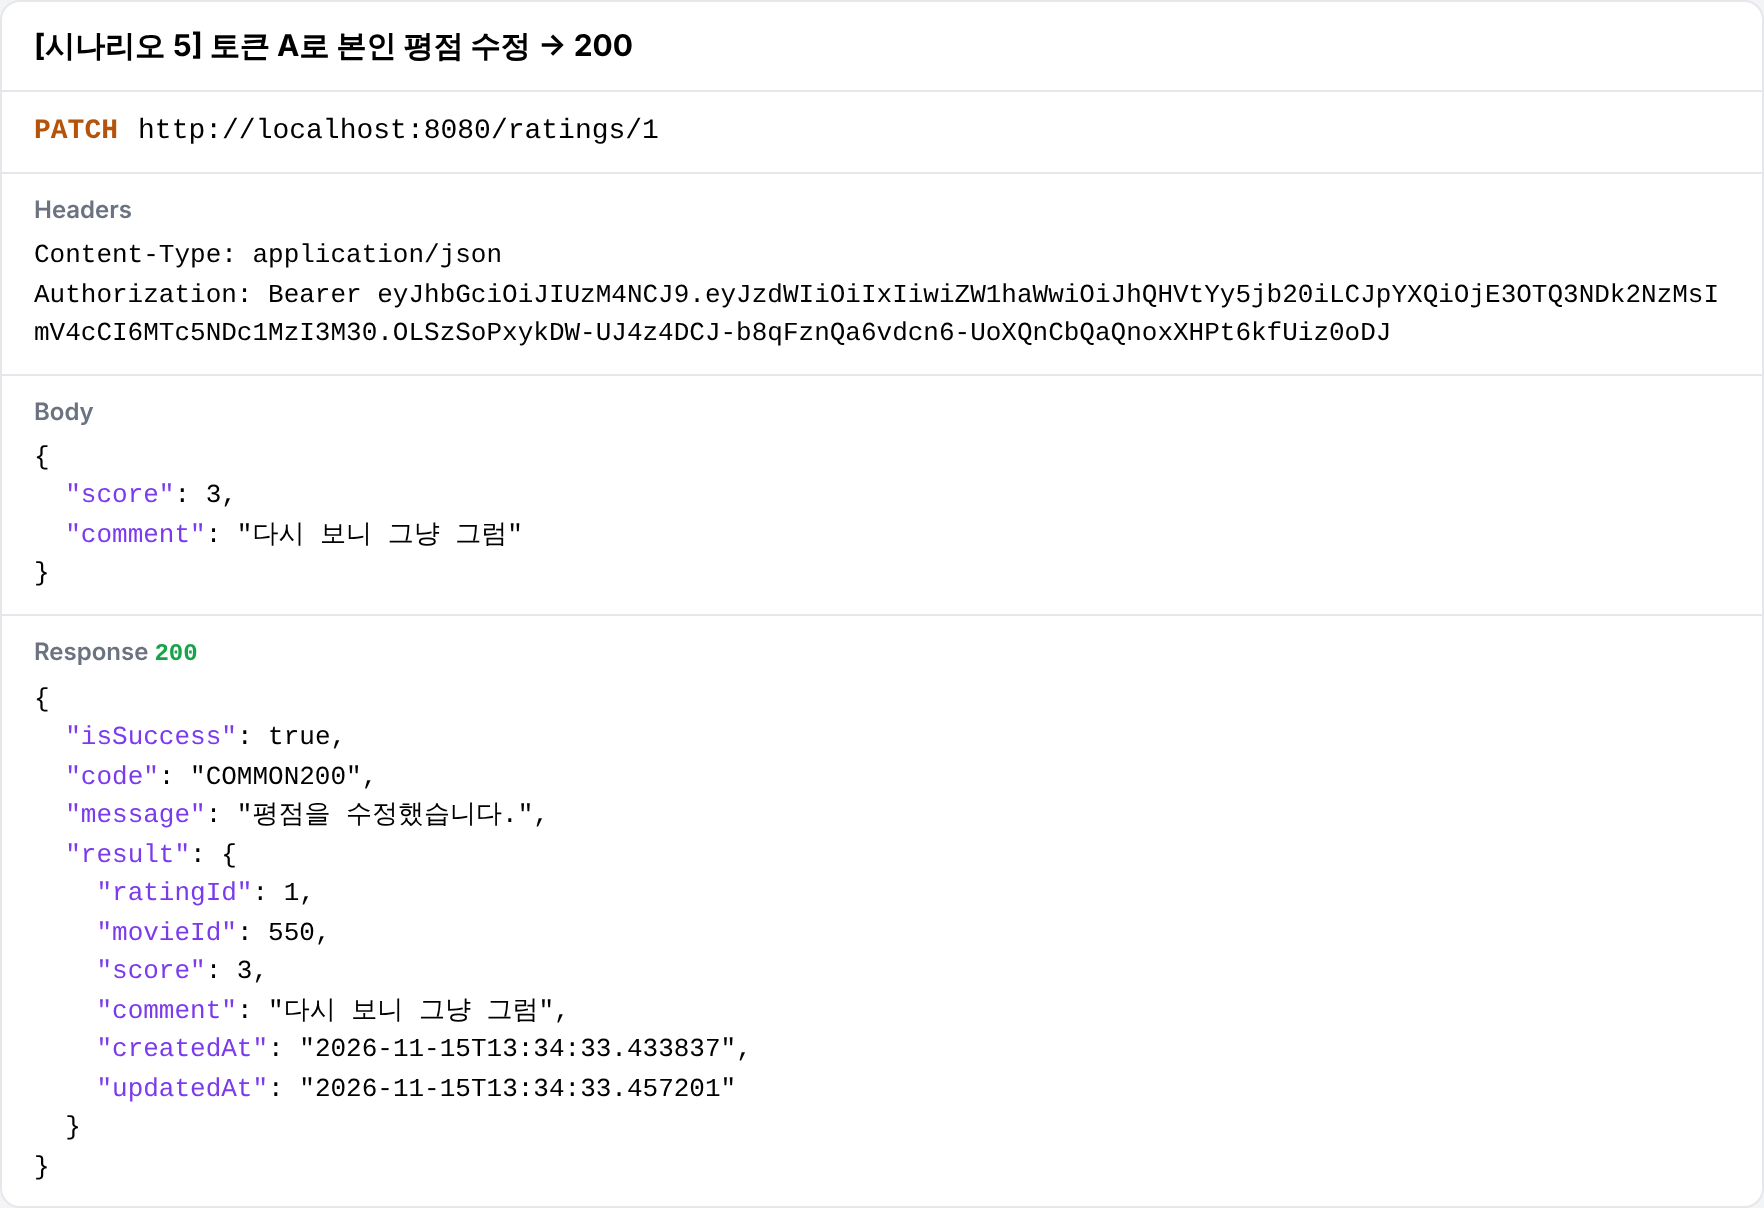 [시나리오 5] 토큰 A로 본인 평점 수정 → 200
PATCH http://localhost:8080/ratings/1
Headers
Content-Type: application/json
Authorization: Bearer eyJhbGciOiJIUzM4NCJ9.eyJzdWIiOiIxIiwiZW1haWwiOiJhQHVtYy5jb20iLCJpYXQiOjE3OTQ3NDk2NzMsI
mV4cCI6MTc5NDc1MzI3M30.OLSzSoPxykDW-UJ4z4DCJ-b8qFznQa6vdcn6-UoXQnCbQaQnoxXHPt6kfUiz0oDJ
Body
{
  "score": 3,
  "comment": "다시 보니 그냥 그럼"
}
Response 200
{
  "isSuccess": true,
  "code": "COMMON200",
  "message": "평점을 수정했습니다.",
  "result": {
    "ratingId": 1,
    "movieId": 550,
    "score": 3,
    "comment": "다시 보니 그냥 그럼",
    "createdAt": "2026-11-15T13:34:33.433837",
    "updatedAt": "2026-11-15T13:34:33.457201"
  }
}